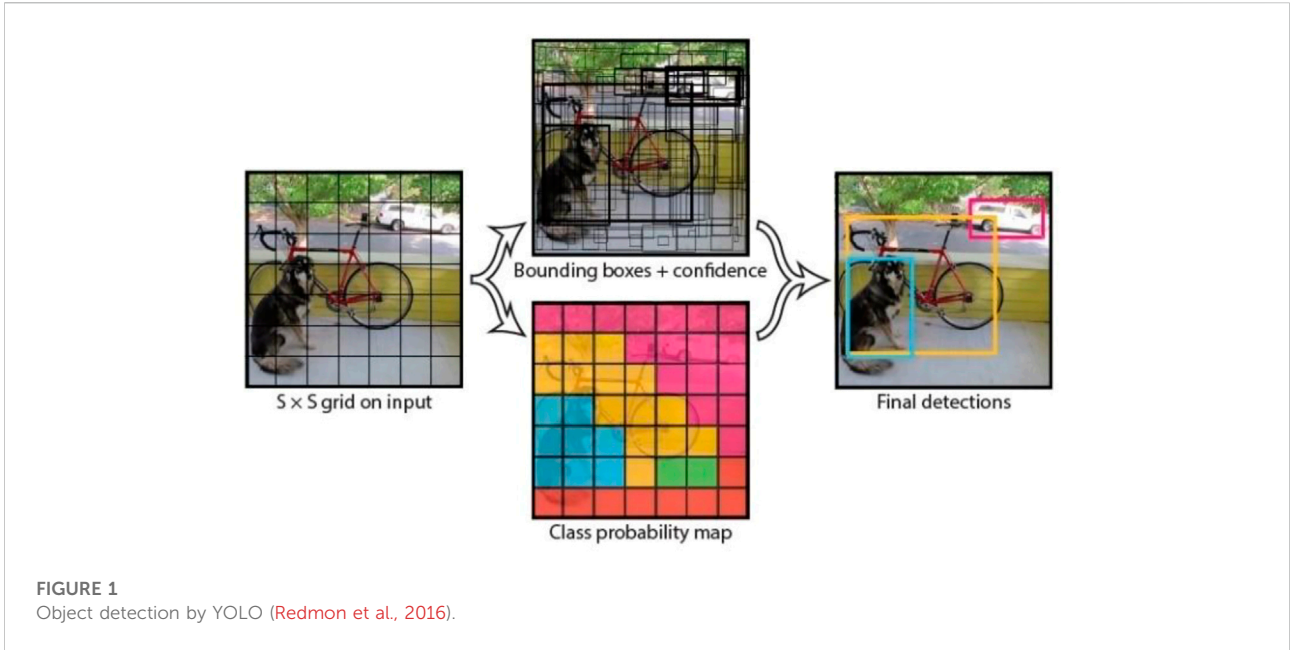 Bounding boxes + confidence
S × S grid on input
Final detections
Class probability map
FIGURE 1
Object detection by YOLO (Redmon et al., 2016).